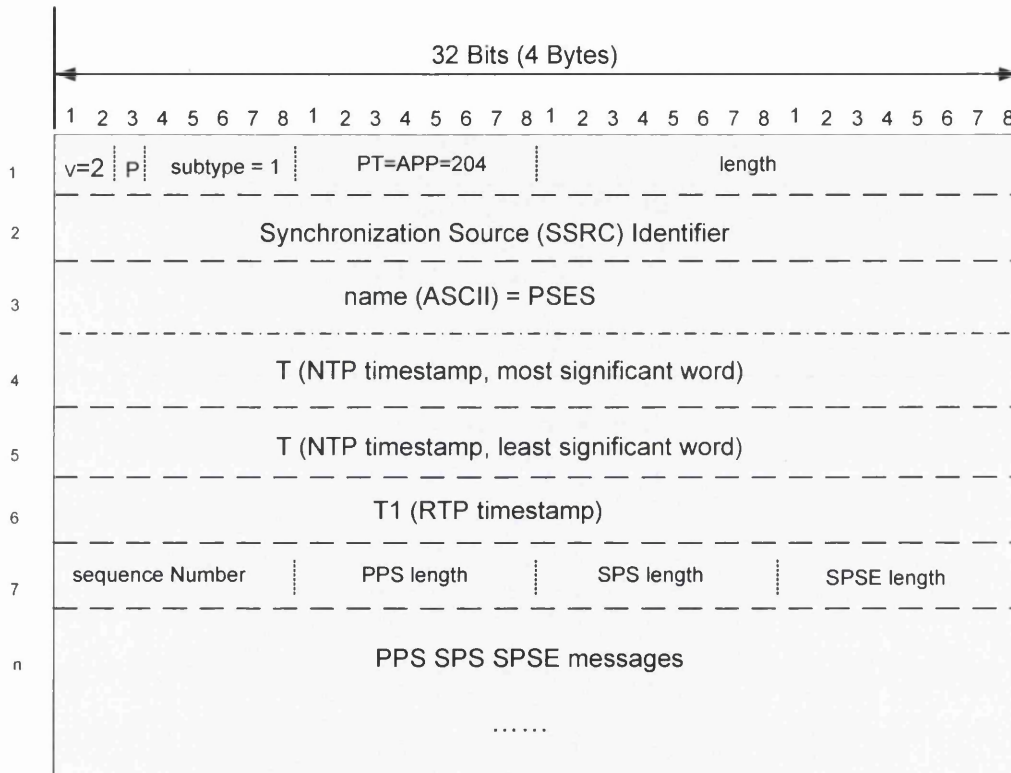 32 Bits (4 Bytes)
1 2 3 4 5 6 7 8 1 2 3 4 5 6 7 8 1 2 3 4 5 6 7 8 1 2 3 4 5 6 7 8
1 v=2 P subtype = 1 PT=APP=204 length
2 Synchronization Source (SSRC) Identifier
3 name (ASCII) = PSES
4 T (NTP timestamp, most significant word)
5 T (NTP timestamp, least significant word)
6 T1 (RTP timestamp)
7 sequence Number PPS length SPS length SPSE length
n PPS SPS SPSE messages
......